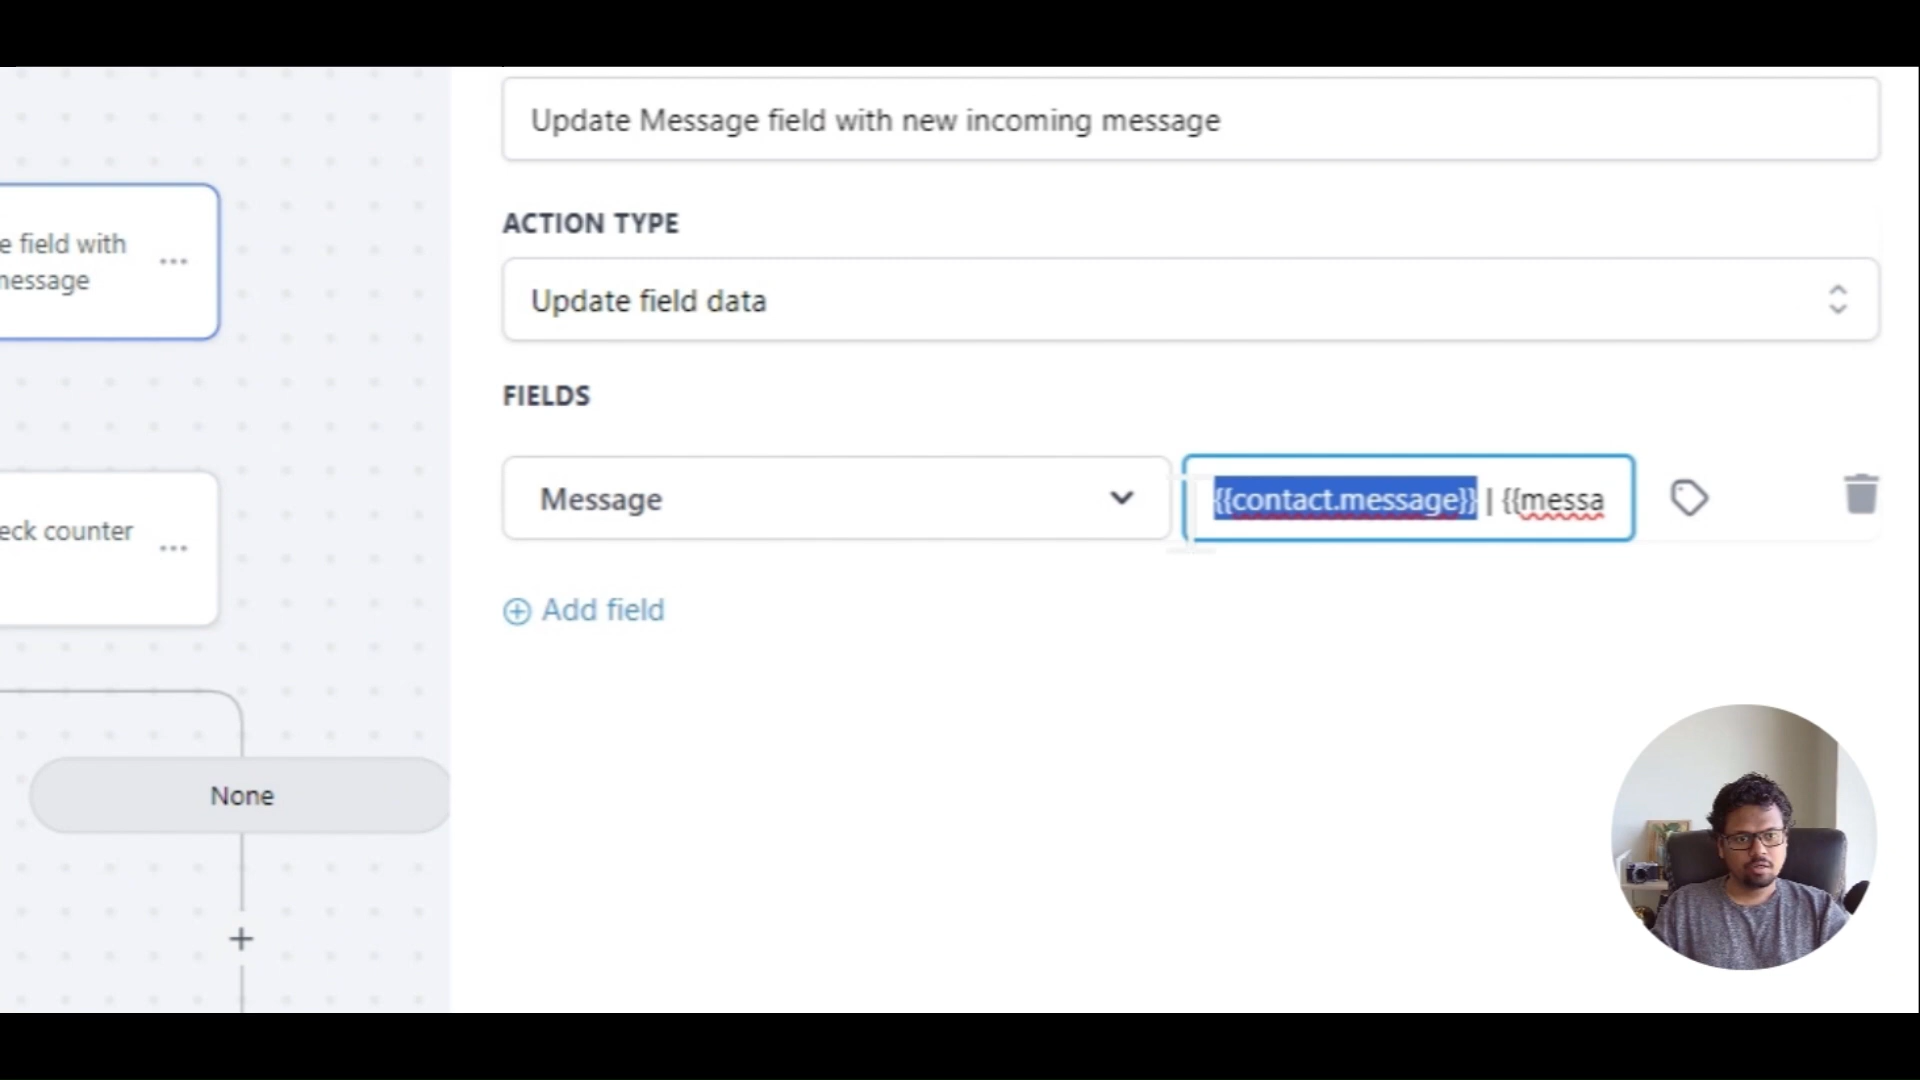 Update Message field with new incoming message
e field with
message
ACTION TYPE
Update field data
FIELDS
Message
{{contact.message}} | {{messa
eck counter
Add field
None